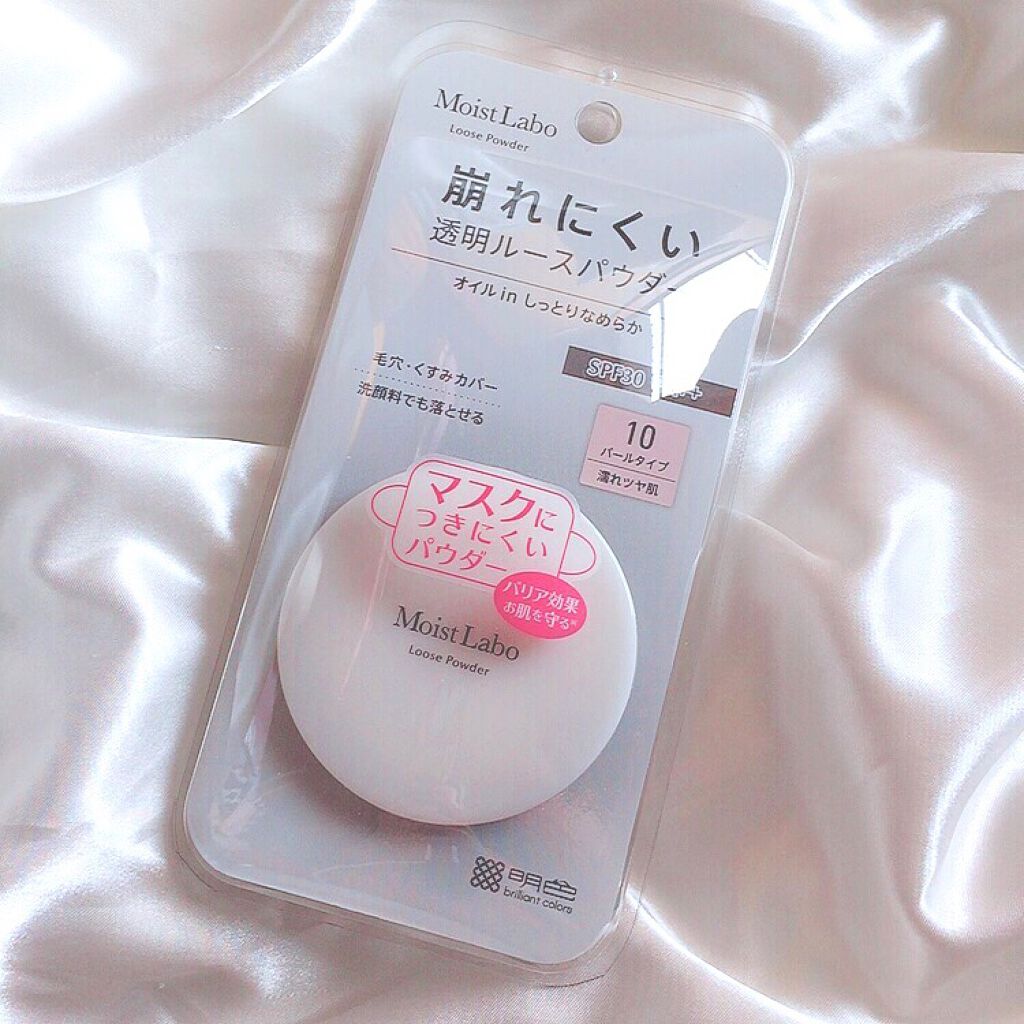 Moist Labo
Loose Powder
崩れにくい
透明ルースパウダー
オイル in しっとりなめらか
毛穴・くすみカバー
洗顔料でも落とせる
SPF30
10
パールタイプ
濡れツヤ肌
マスクに
つきにくい
パウダー
バリア効果
お肌を守る※
Moist Labo
Loose Powder
明色
brilliant colors